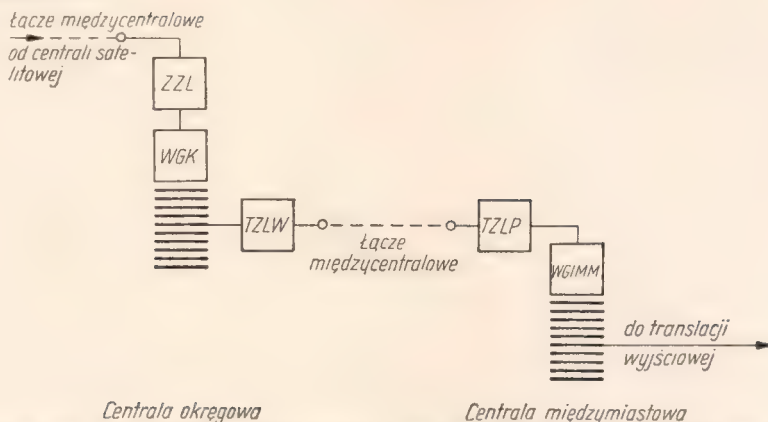 Łącze międzycentralowe
od centrali sate-
litowej
ZZL
WGK
TZLW
Łącze
międzycentralowe
TZLP
WGIMM
do translacji
wyjściowej
Centrala okręgowa
Centrala międzymiastowa